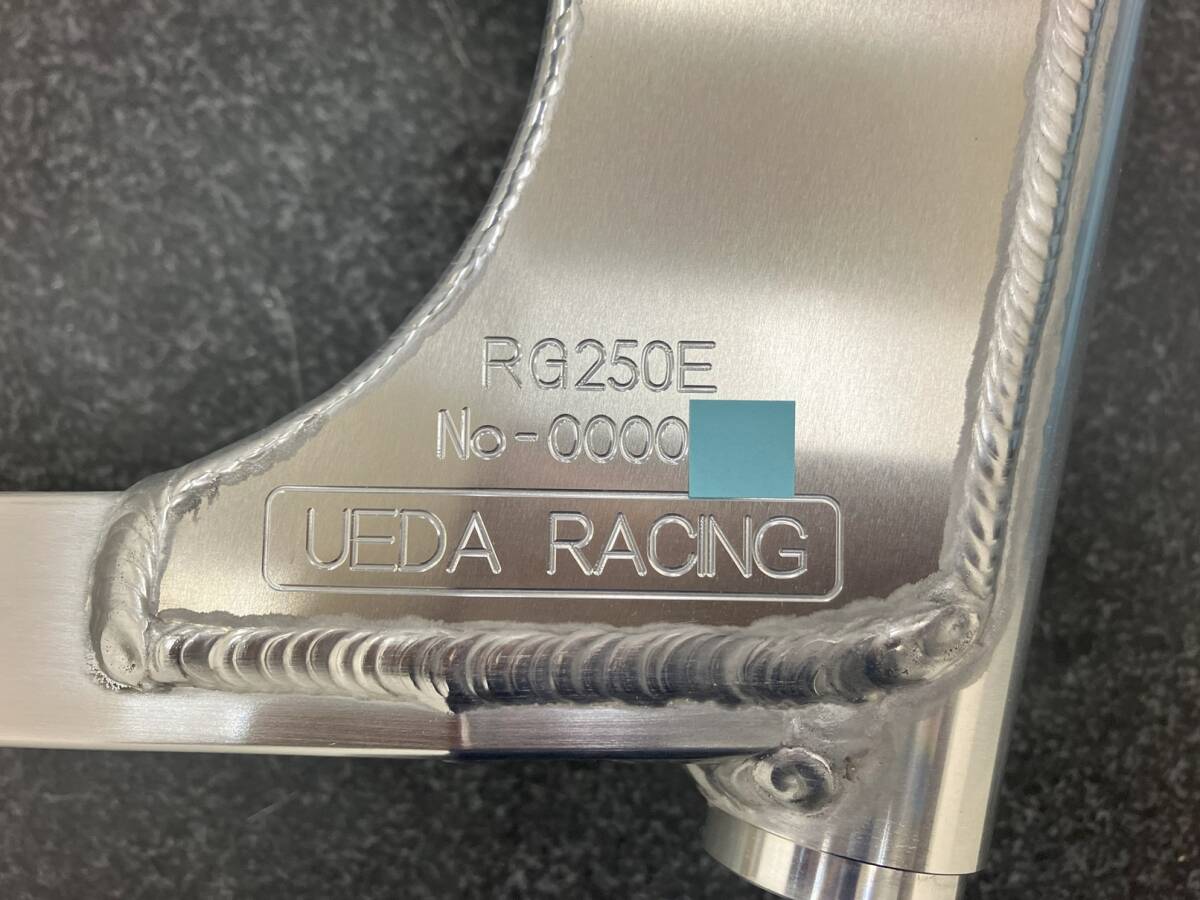 RG250E
No-0000
UEDA RACING